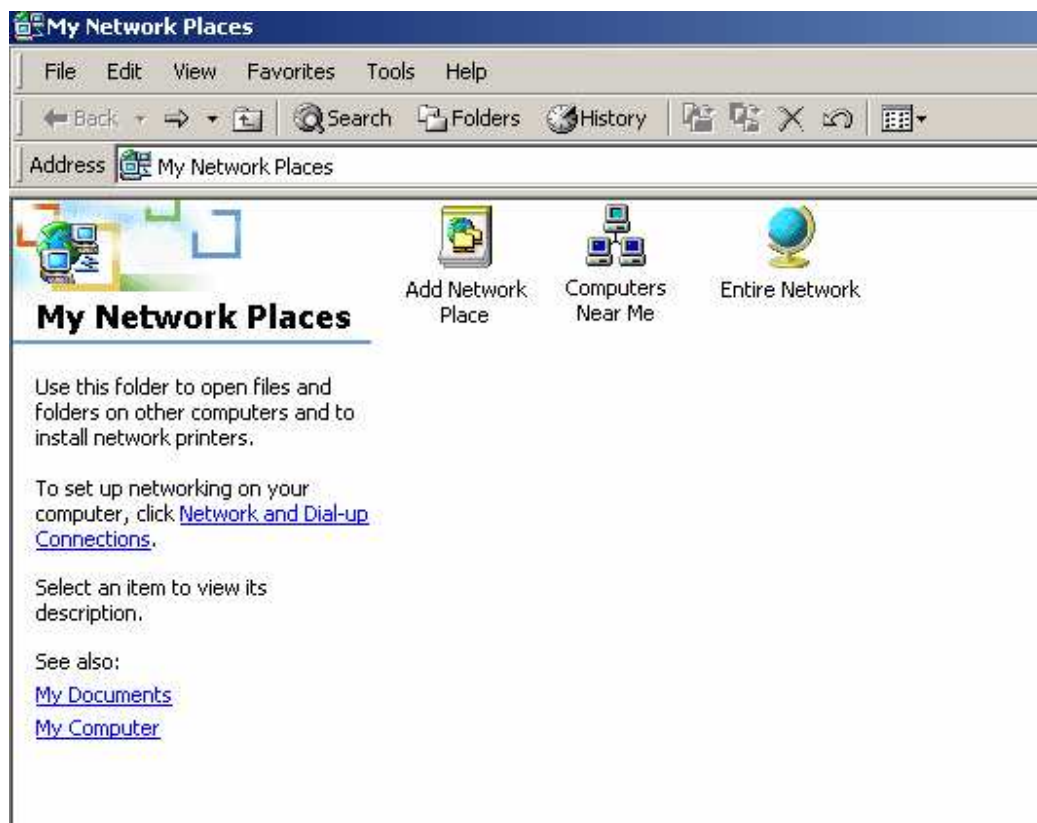 My Network Places
File Edit View Favorites Tools Help
Back Search Folders History
Address My Network Places
My Network Places
Use this folder to open files and
folders on other computers and to
install network printers.
To set up networking on your
computer, click Network and Dial-up
Connections.
Select an item to view its
description.
See also:
My Documents
My Computer
Add Network
Place
Computers
Near Me
Entire Network